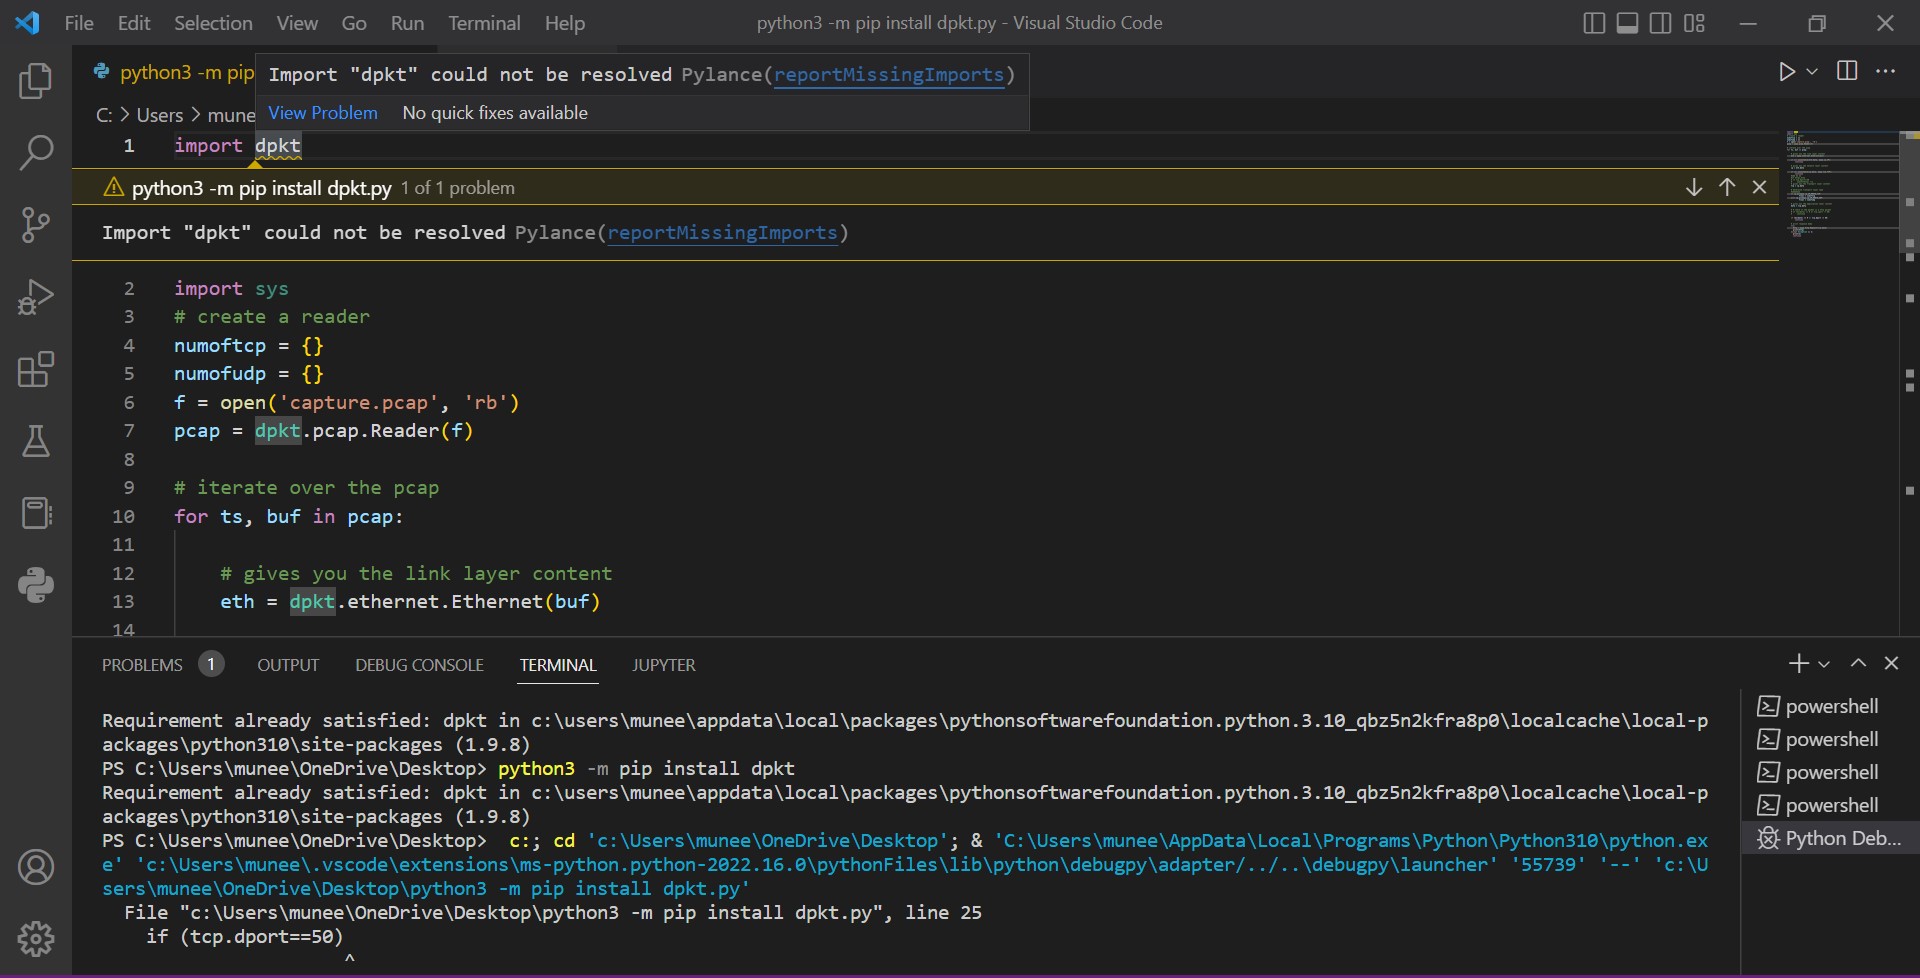 File Edit Selection View Go Run Terminal Help python3 -m pip install dpkt.py - Visual Studio Code
python3 -m pip
Import "dpkt" could not be resolved Pylance(reportMissingImports)
View Problem No quick fixes available
C: > Users > mune
1 import dpkt
python3 -m pip install dpkt.py 1 of 1 problem
Import "dpkt" could not be resolved Pylance(reportMissingImports)
2 import sys
3 # create a reader
4 numoftcp = {}
5 numofudp = {}
6 f = open('capture.pcap', 'rb')
7 pcap = dpkt.pcap.Reader(f)
8
9 # iterate over the pcap
10 for ts, buf in pcap:
11
12 # gives you the link layer content
13 eth = dpkt.ethernet.Ethernet(buf)
14
PROBLEMS 1 OUTPUT DEBUG CONSOLE TERMINAL JUPYTER
Requirement already satisfied: dpkt in c:\users\munee\appdata\local\packages\pythonsoftwarefoundation.python.3.10_qbz5n2kfra8p0\localcache\local-p
ackages\python310\site-packages (1.9.8)
PS C:\Users\munee\OneDrive\Desktop> python3 -m pip install dpkt
Requirement already satisfied: dpkt in c:\users\munee\appdata\local\packages\pythonsoftwarefoundation.python.3.10_qbz5n2kfra8p0\localcache\local-p
ackages\python310\site-packages (1.9.8)
PS C:\Users\munee\OneDrive\Desktop>  c:; cd 'c:\Users\munee\OneDrive\Desktop'; & 'C:\Users\munee\AppData\Local\Programs\Python\Python310\python.ex
e' 'c:\Users\munee\.vscode\extensions\ms-python.python-2022.16.0\pythonFiles\lib\python\debugpy\adapter/../..\debugpy\launcher' '55739' '--' 'c:\U
sers\munee\OneDrive\Desktop\python3 -m pip install dpkt.py'
File "c:\Users\munee\OneDrive\Desktop\python3 -m pip install dpkt.py", line 25
if (tcp.dport==50)
^
powershell
powershell
powershell
powershell
Python Deb...